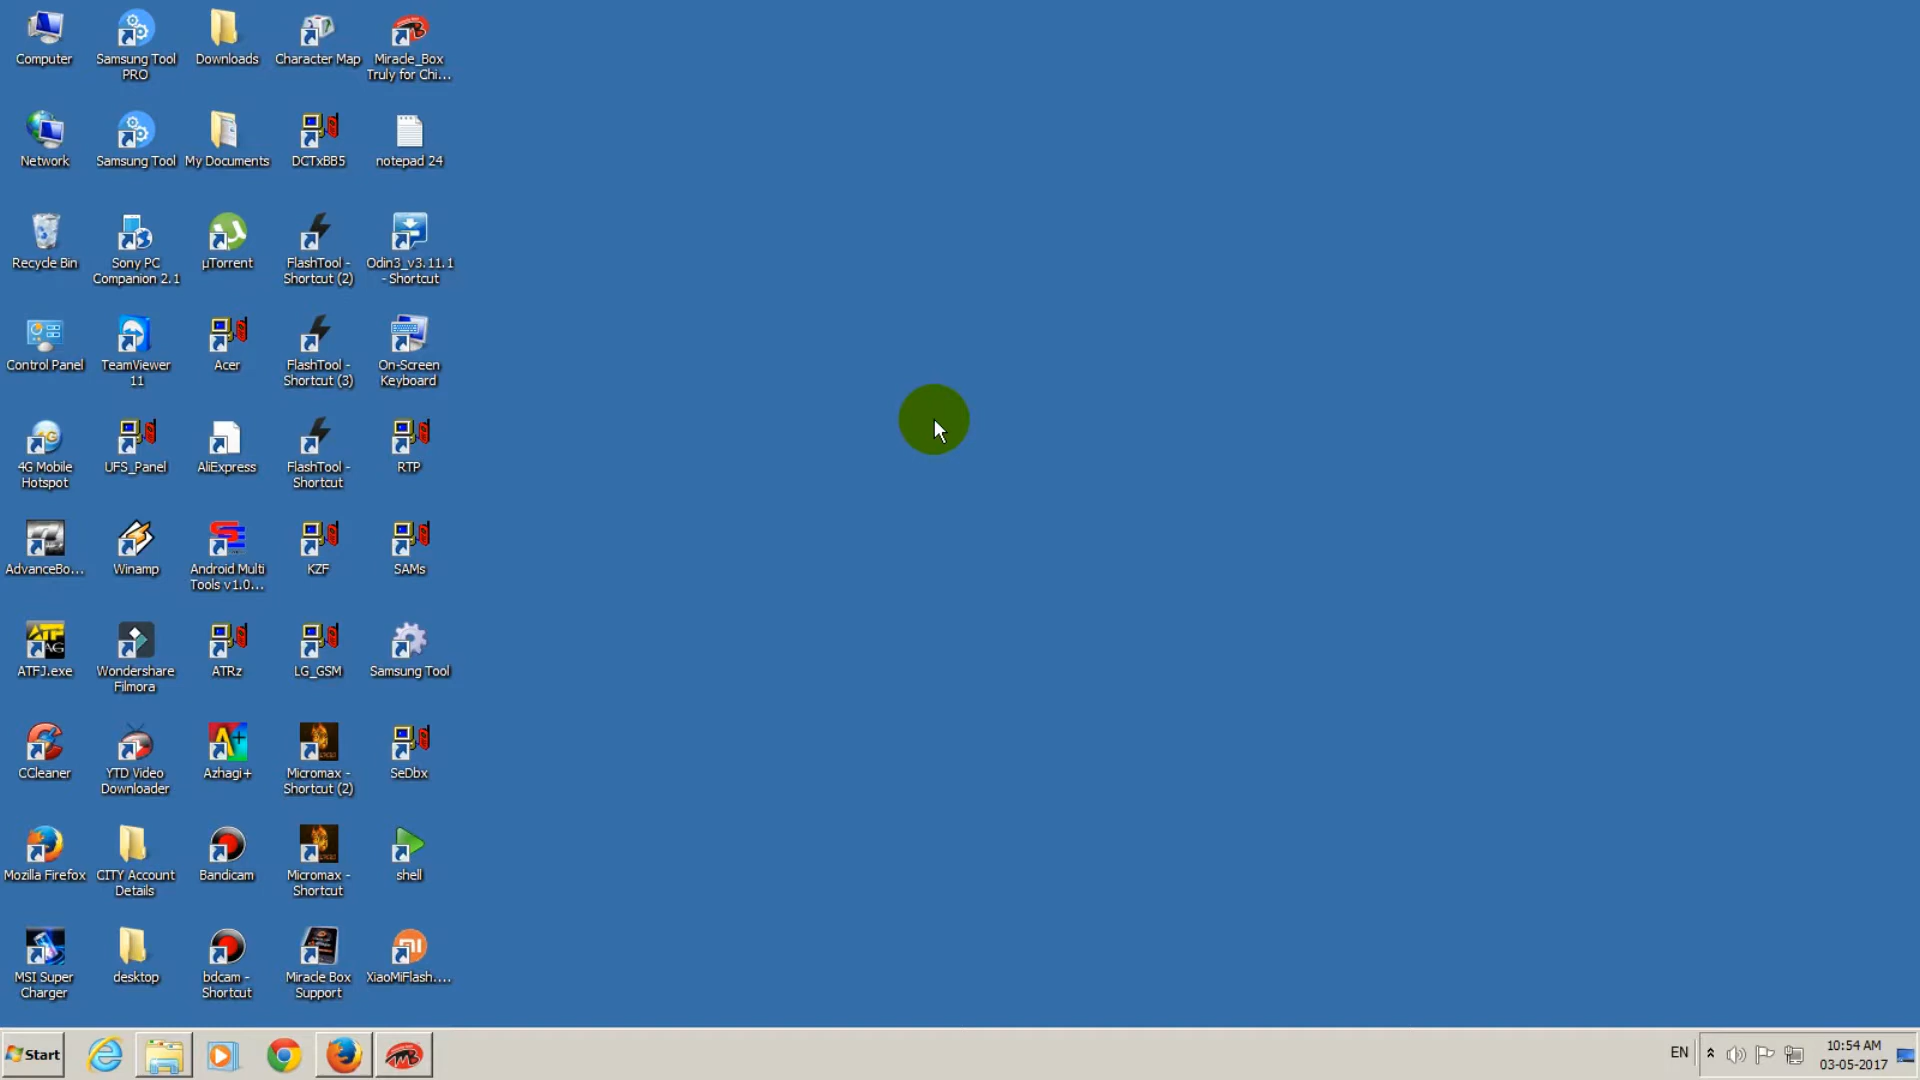 Computer
Samsung Tool
PRO
Downloads
Character Map
Miracle_Box
Truly for Chi...
Network
Samsung Tool
My Documents
DCTxBB5
notepad 24
Recycle Bin
Sony PC
Companion 2.1
µTorrent
FlashTool -
Shortcut (2)
Odin3_v3.11.1
- Shortcut
Control Panel
TeamViewer
11
Acer
FlashTool -
Shortcut (3)
On-Screen
Keyboard
4G Mobile
Hotspot
UFS_Panel
AliExpress
FlashTool -
Shortcut
RTP
AdvanceBo...
Winamp
Android Multi
Tools v1.0...
KZF
SAMs
ATFJ.exe
Wondershare
Filmora
ATRz
LG_GSM
Samsung Tool
CCleaner
YTD Video
Downloader
Azhagi+
Micromax -
Shortcut (2)
SeDbx
Mozilla Firefox
CITY Account
Details
Bandicam
Micromax -
Shortcut
shell
MSI Super
Charger
desktop
bdcam -
Shortcut
Miracle Box
Support
XiaoMiFlash....
Start
EN
10:54 AM
03-05-2017